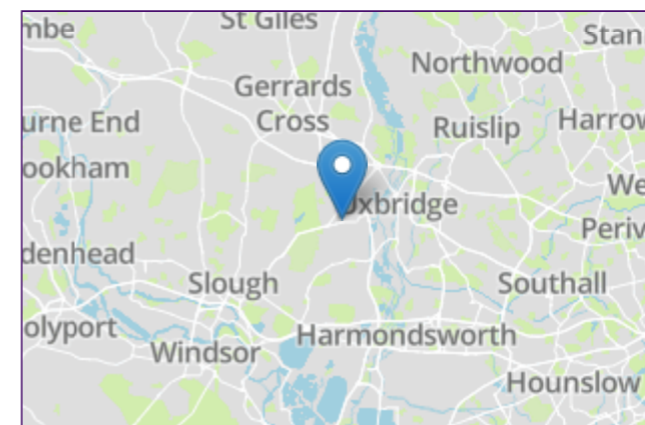 mbe
St Giles
Stan
Northwood
Gerrards
Cross
urne End
Ruislip
Harrow
ookham
We
Uxbridge
Periv
denhead
Slough
Southall
olyport
Harmondsworth
Windsor
Hounslow